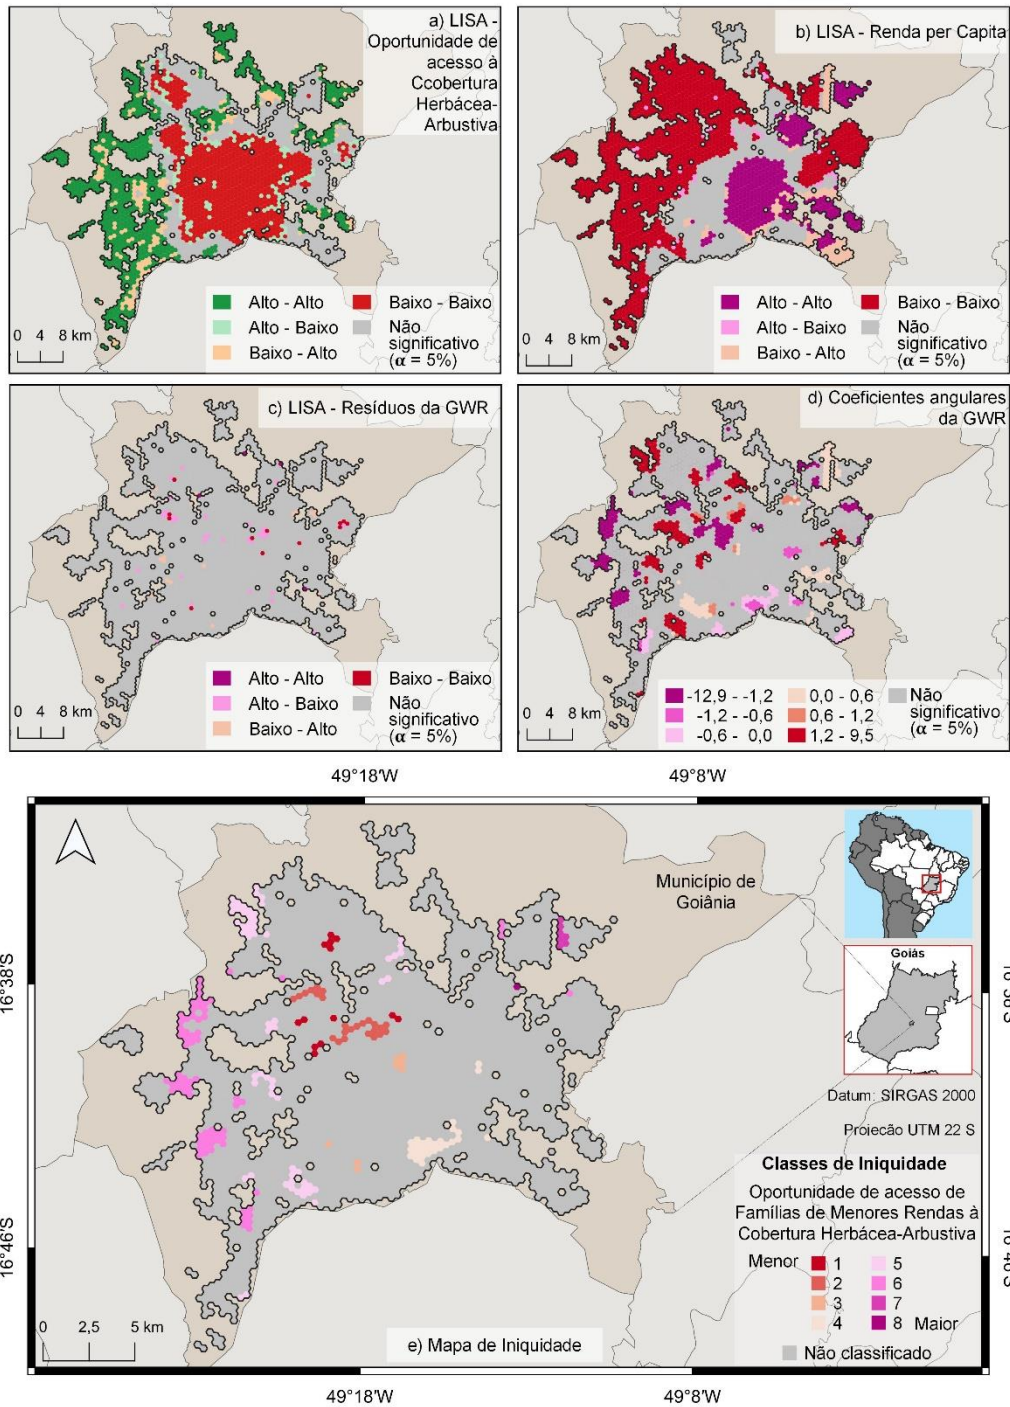 a) LISA -
Oportunidade de
acesso à
Ccobertura
Herbácea-
Arbustiva
Alto - Alto
Baixo - Baixo
Alto - Baixo
Não
significativo
(α = 5%)
Baixo - Alto
0 4 8 km
b) LISA - Renda per Capita
Alto - Alto
Baixo - Baixo
Alto - Baixo
Não
significativo
(α = 5%)
Baixo - Alto
0 4 8 km
c) LISA - Resíduos da GWR
Alto - Alto
Baixo - Baixo
Alto - Baixo
Não
significativo
(α = 5%)
Baixo - Alto
0 4 8 km
d) Coeficientes angulares
da GWR
-12,9 - -1,2
-1,2 - -0,6
-0,6 - 0,0
0,0 - 0,6
0,6 - 1,2
1,2 - 9,5
Não
significativo
(α = 5%)
0 4 8 km
49°18'W
49°8'W
Município de
Goiânia
Goiás
16°38'S
16°38'S
Datum: SIRGAS 2000
Projecão UTM 22 S
Classes de Iniquidade
Oportunidade de acesso de
Famílias de Menores Rendas à
Cobertura Herbácea-Arbustiva
Menor 1 5
2 6
3 7
4 8 Maior
Não classificado
16°46'S
16°46'S
0 2,5 5 km
e) Mapa de Iniquidade
49°18'W
49°8'W